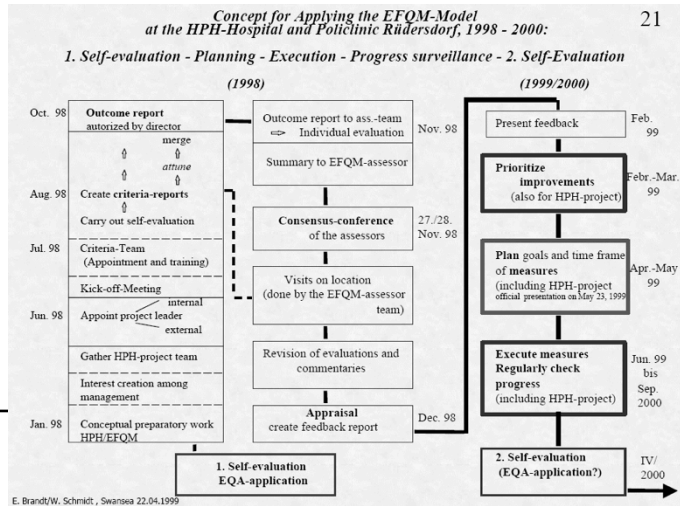 Concept for Applying the EFQM-Model
at the HPH-Hospital and Policlinic Rüdersdorf, 1998 - 2000:
21
1. Self-evaluation - Planning - Execution - Progress surveillance - 2. Self-Evaluation
(1998)
(1999/2000)
Oct. 98
Outcome report
autorized by director
merge
attune
Aug. 98
Create criteria-reports
Carry out self-evaluation
Jul. 98
Criteria-Team
(Appointment and training)
Kick-off-Meeting
internal
Jun. 98
Appoint project leader
external
Gather HPH-project team
Interest creation among
management
Jan. 98
Conceptual preparatory work
HPH/EFQM
Outcome report to ass.-team
⇨ Individual evaluation
Nov. 98
Summary to EFQM-assessor
Consensus-conference
of the assessors
27./28.
Nov. 98
Visits on location
(done by the EFQM-assessor
team)
Revision of evaluations and
commentaries
Appraisal
create feedback report
Dec. 98
1. Self-evaluation
EQA-application
Present feedback
Feb.
99
Prioritize
improvements
(also for HPH-project)
Febr.-Mar.
99
Plan goals and time frame
of measures
(including HPH-project
official presentation on May 23, 1999
Apr.-May
99
Execute measures
Regularly check
progress
(including HPH-project)
Jun. 99
bis
Sep.
2000
2. Self-evaluation
(EQA-application?)
IV/
2000
E. Brandt/W. Schmidt , Swansea 22.04.1999